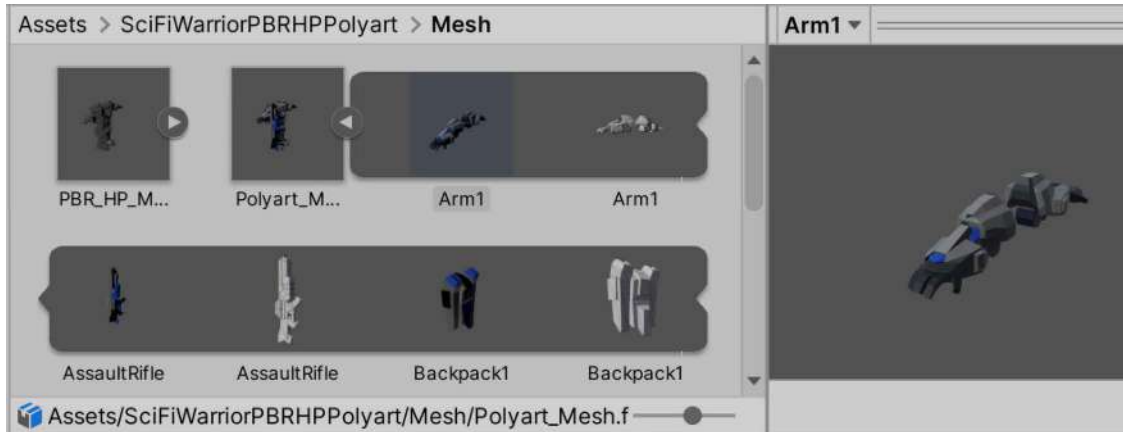 Assets > SciFiWarriorPBRHPPolyart > Mesh
Arm1
PBR_HP_M...
Polyart_M...
Arm1
Arm1
AssaultRifle
AssaultRifle
Backpack1
Backpack1
Assets/SciFiWarriorPBRHPPolyart/Mesh/Polyart_Mesh.f